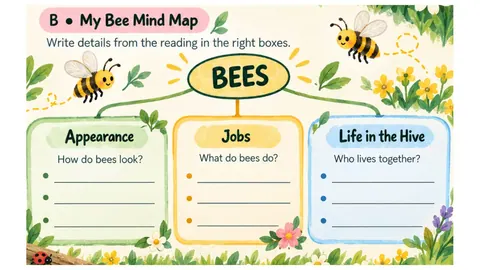 B • My Bee Mind Map
Write details from the reading in the right boxes.
BEES
Appearance
How do bees look?
Jobs
What do bees do?
Life in the Hive
Who lives together?